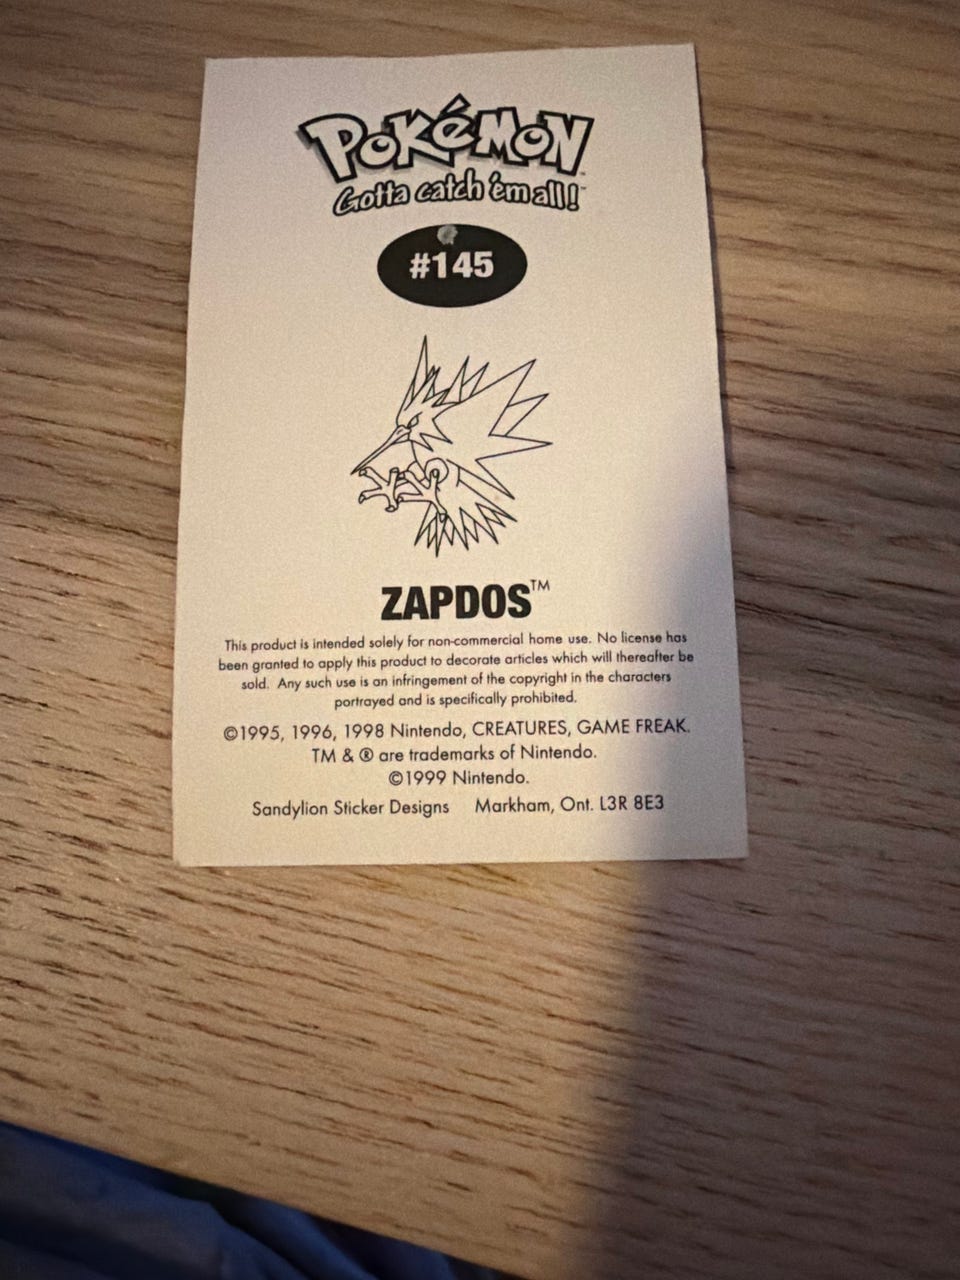 POKéMON
Gotta catch 'em all!™
#145
ZAPDOS™
This product is intended solely for non-commercial home use. No license has
been granted to apply this product to decorate articles which will thereafter be
sold. Any such use is an infringement of the copyright in the characters
portrayed and is specifically prohibited.
©1995, 1996, 1998 Nintendo, CREATURES, GAME FREAK.
TM & ® are trademarks of Nintendo.
©1999 Nintendo.
Sandylion Sticker Designs Markham, Ont. L3R 8E3